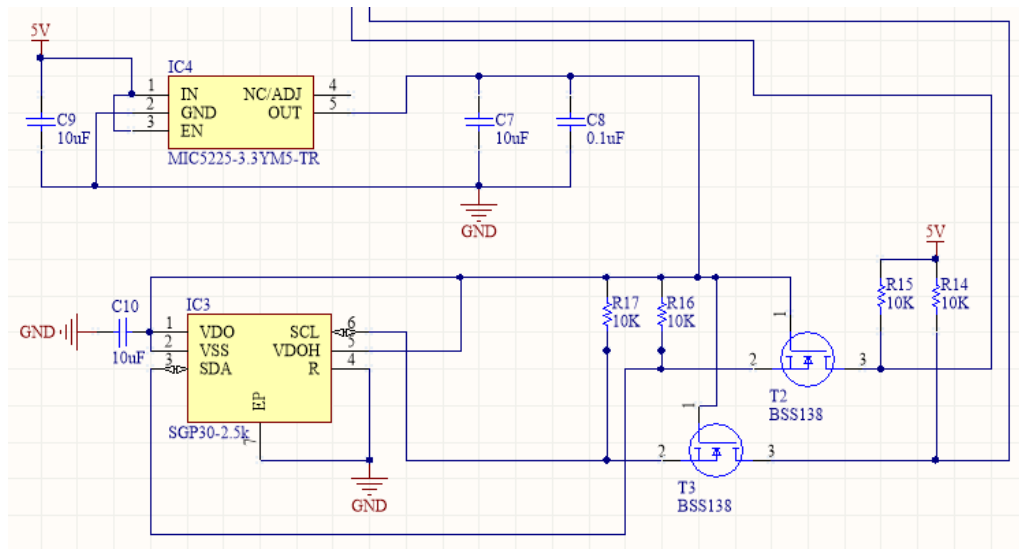 5V
IC4
1 IN NC/ADJ 4
2 GND OUT 5
3 EN
MIC5225-3.3YM5-TR
C9
10uF
C7
10uF
C8
0.1uF
GND
5V
R15
10K
R14
10K
R17
10K
R16
10K
C10
10uF
GND
IC3
1 VDO SCL 6
2 VSS VDOH 5
3 SDA R 4
EP
7
SGP30-2.5k
GND
1
2 3
T2
BSS138
1
2 3
T3
BSS138